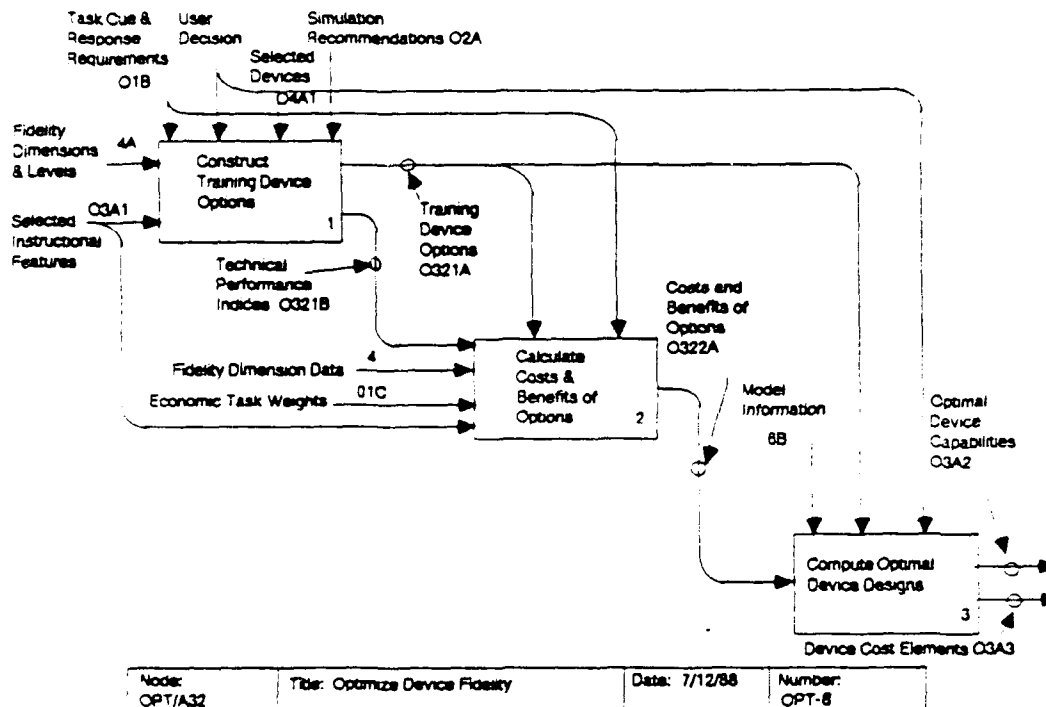 Task Cue &
Response
Requirements
O1B
User
Decision
Selected
Devices
O4A1
Simulation
Recommendations O2A
Fidelity
Dimensions
& Levels
4A
Construct
Training Device
Options
1
Selected
Instructional
Features
O3A1
Training
Device
Options
O321A
Technical
Performance
Indices O321B
Fidelity Dimension Data
4
Economic Task Weights
01C
Calculate
Costs &
Benefits of
Options
2
Costs and
Benefits of
Options
O322A
Model
Information
6B
Optimal
Device
Capabilities
O3A2
Compute Optimal
Device Designs
3
Device Cost Elements O3A3
Node:
OPT/A32
Title: Optimize Device Fidelity
Date: 7/12/88
Number:
OPT-6